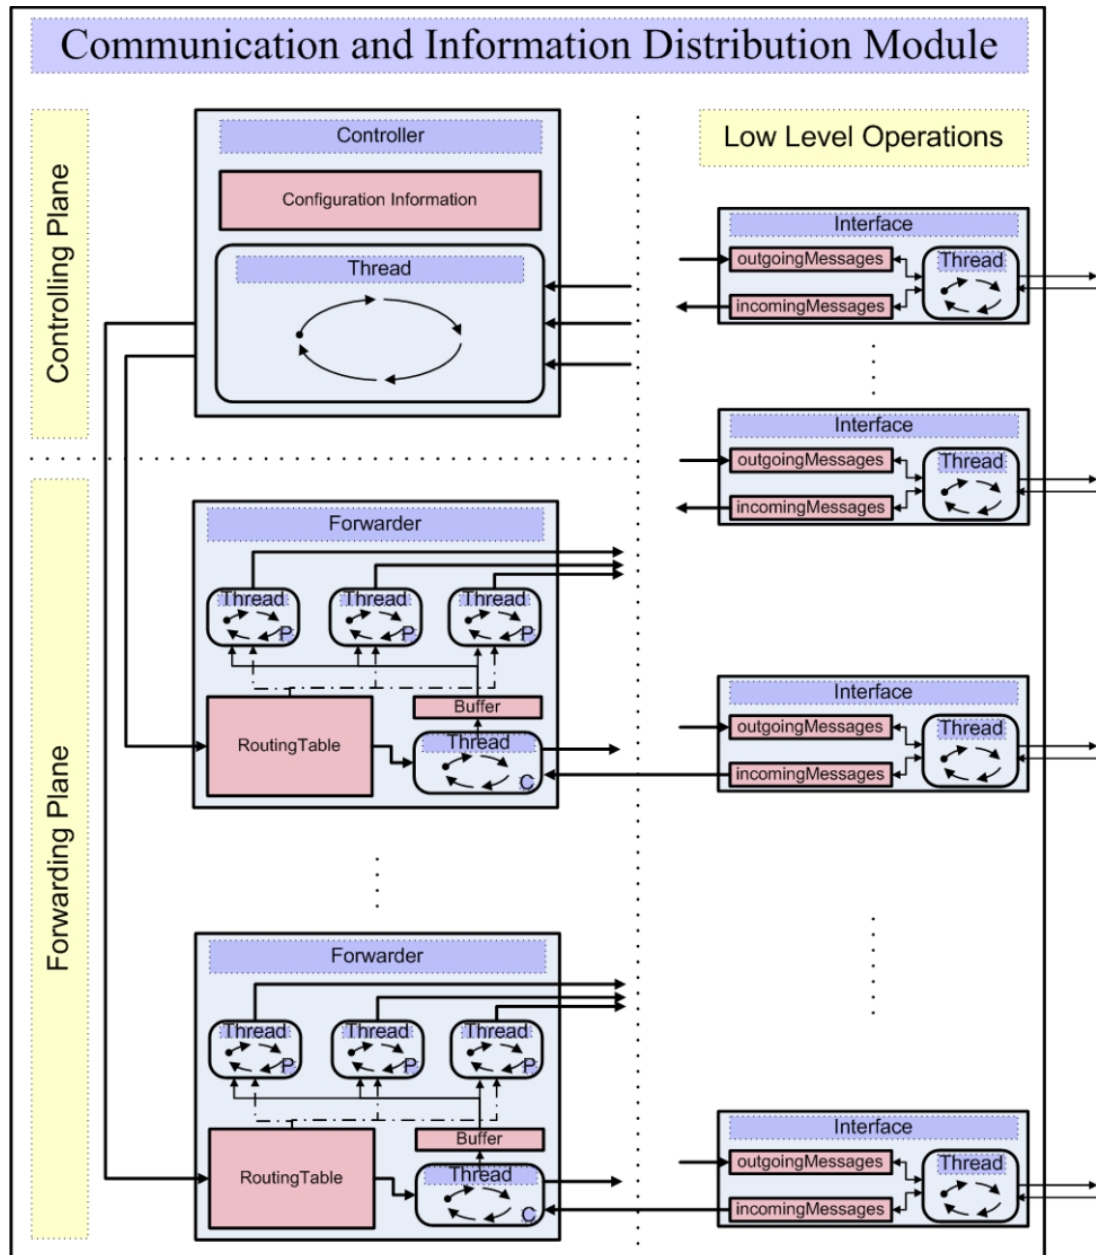 Communication and Information Distribution Module
Controlling Plane
Controller
Configuration Information
Thread
Low Level Operations
Interface
outgoingMessages
incomingMessages
Thread
Interface
outgoingMessages
incomingMessages
Thread
Forwarding Plane
Forwarder
Thread
P
Thread
P
Thread
P
RoutingTable
Buffer
Thread
C
Interface
outgoingMessages
incomingMessages
Thread
Forwarder
Thread
P
Thread
P
Thread
P
RoutingTable
Buffer
Thread
C
Interface
outgoingMessages
incomingMessages
Thread